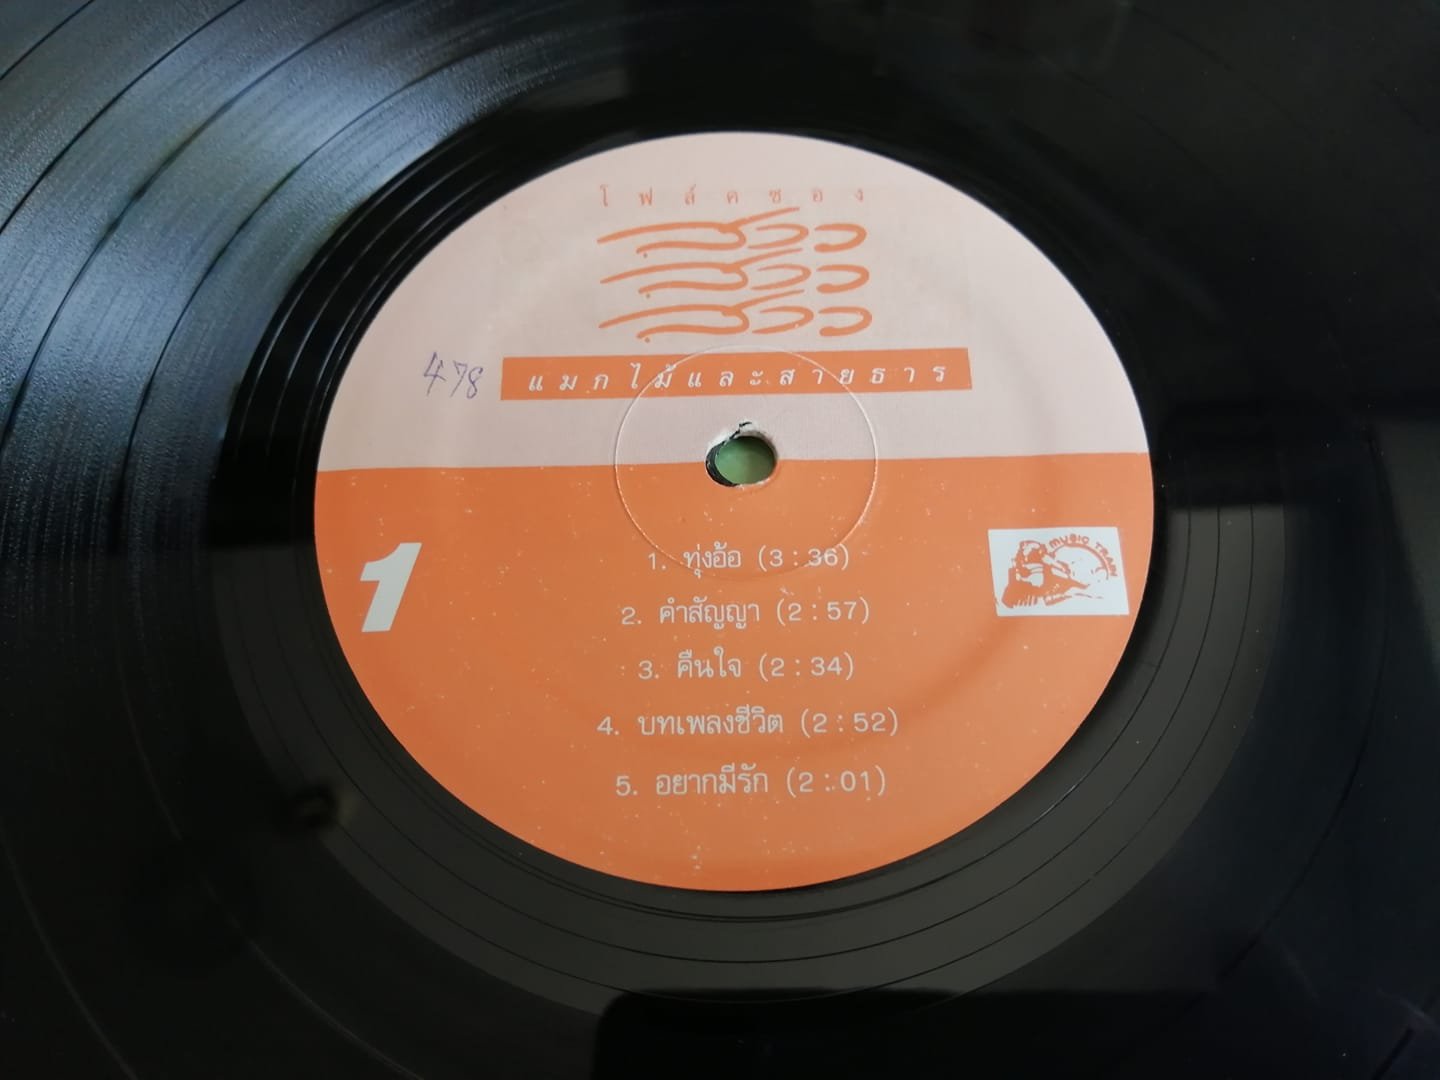 โฟล์คซอง
สาว
สาว
สาว
478
แมกไม้และสายธาร
1
1. ทุ่งอ้อ (3:36)
2. คำสัญญา (2:57)
3. คืนใจ (2:34)
4. บทเพลงชีวิต (2:52)
5. อยากมีรัก (2:01)
MUSIC TRAIN